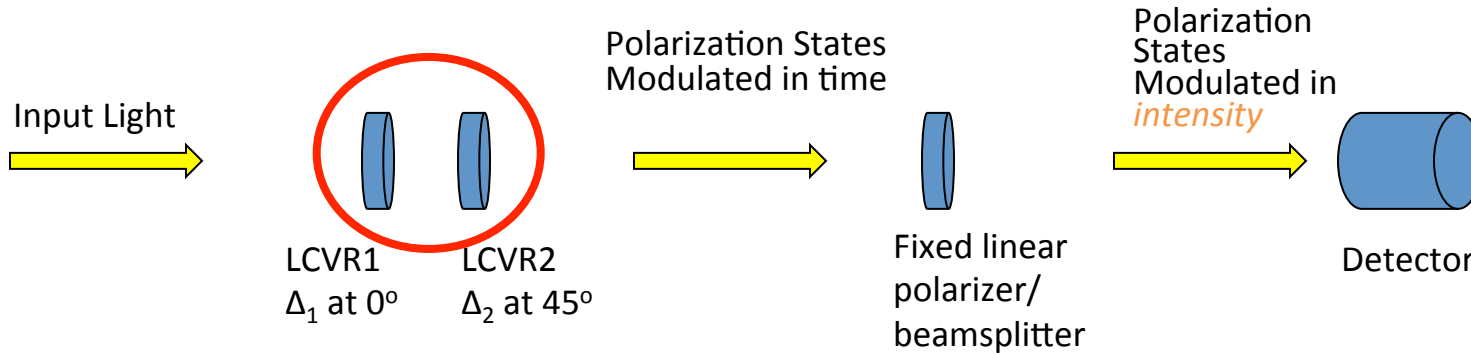 Input Light
LCVR1
Δ1 at 0o
LCVR2
Δ2 at 45o
Polarization States
Modulated in time
Fixed linear
polarizer/
beamsplitter
Polarization
States
Modulated in
intensity
Detector